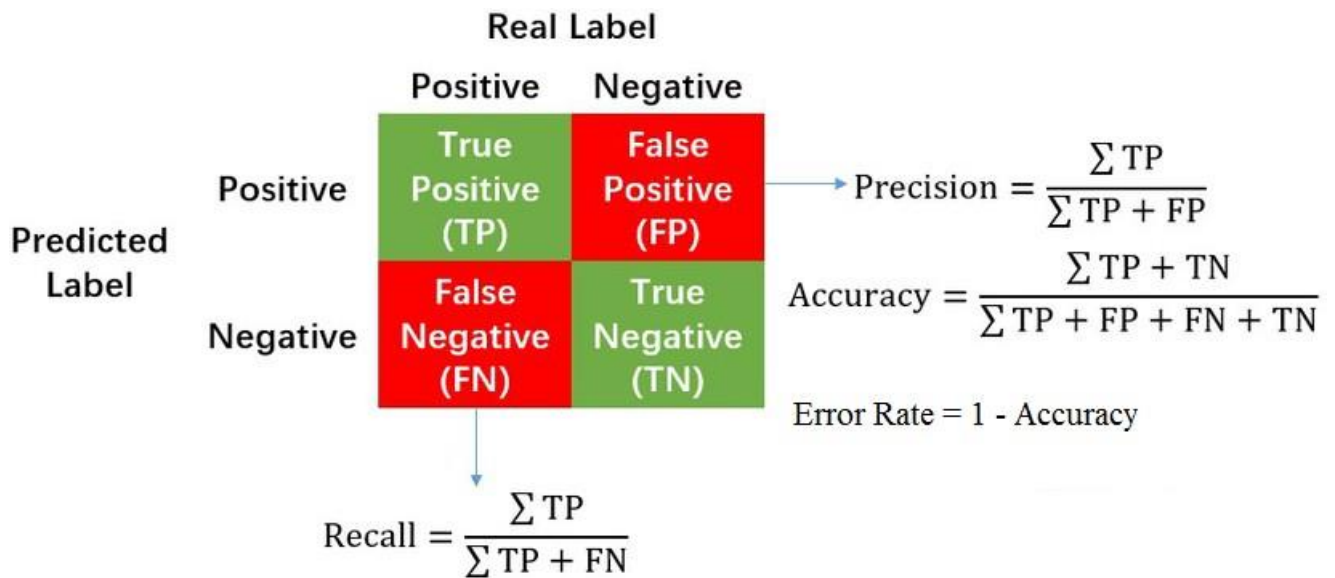 Real Label
Positive Negative
Predicted Label
Positive
True Positive (TP)
False Positive (FP)
Negative
False Negative (FN)
True Negative (TN)
Precision = ∑ TP / ∑ TP + FP
Accuracy = ∑ TP + TN / ∑ TP + FP + FN + TN
Error Rate = 1 - Accuracy
Recall = ∑ TP / ∑ TP + FN